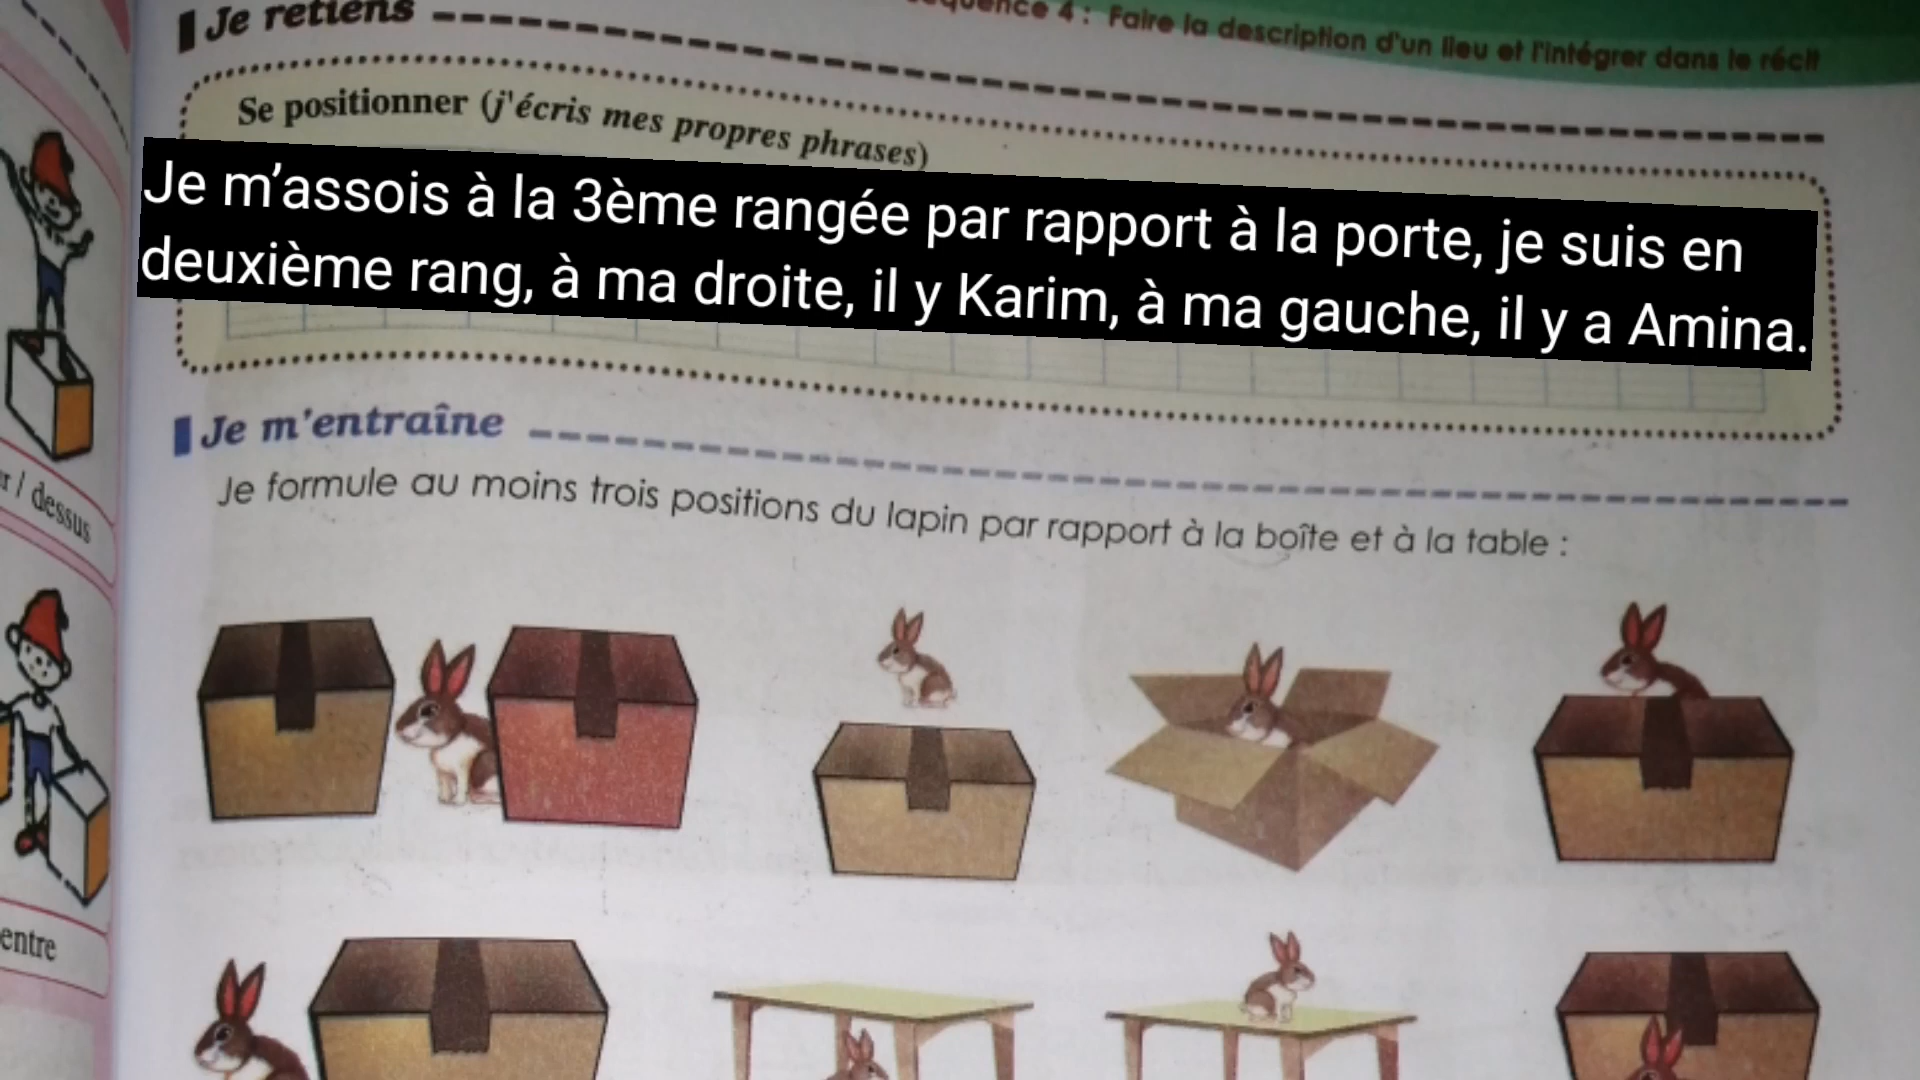 Je retiens
Séquence 4 : Faire la description d'un lieu et l'intégrer dans le récit
Se positionner (j'écris mes propres phrases)
Je m'assois à la 3ème rangée par rapport à la porte, je suis en
deuxième rang, à ma droite, il y Karim, à ma gauche, il y a Amina.
Je m'entraîne
Je formule au moins trois positions du lapin par rapport à la boîte et à la table :
/ dessus
entre